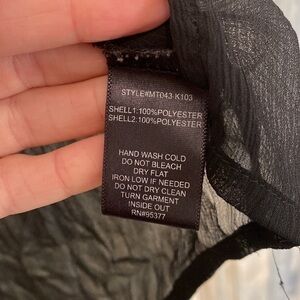 STYLE#MT043-K103
SHELL1:100%POLYESTER
SHELL2:100%POLYESTER
HAND WASH COLD
DO NOT BLEACH
DRY FLAT
IRON LOW IF NEEDED
DO NOT DRY CLEAN
TURN GARMENT
INSIDE OUT
RN#95377